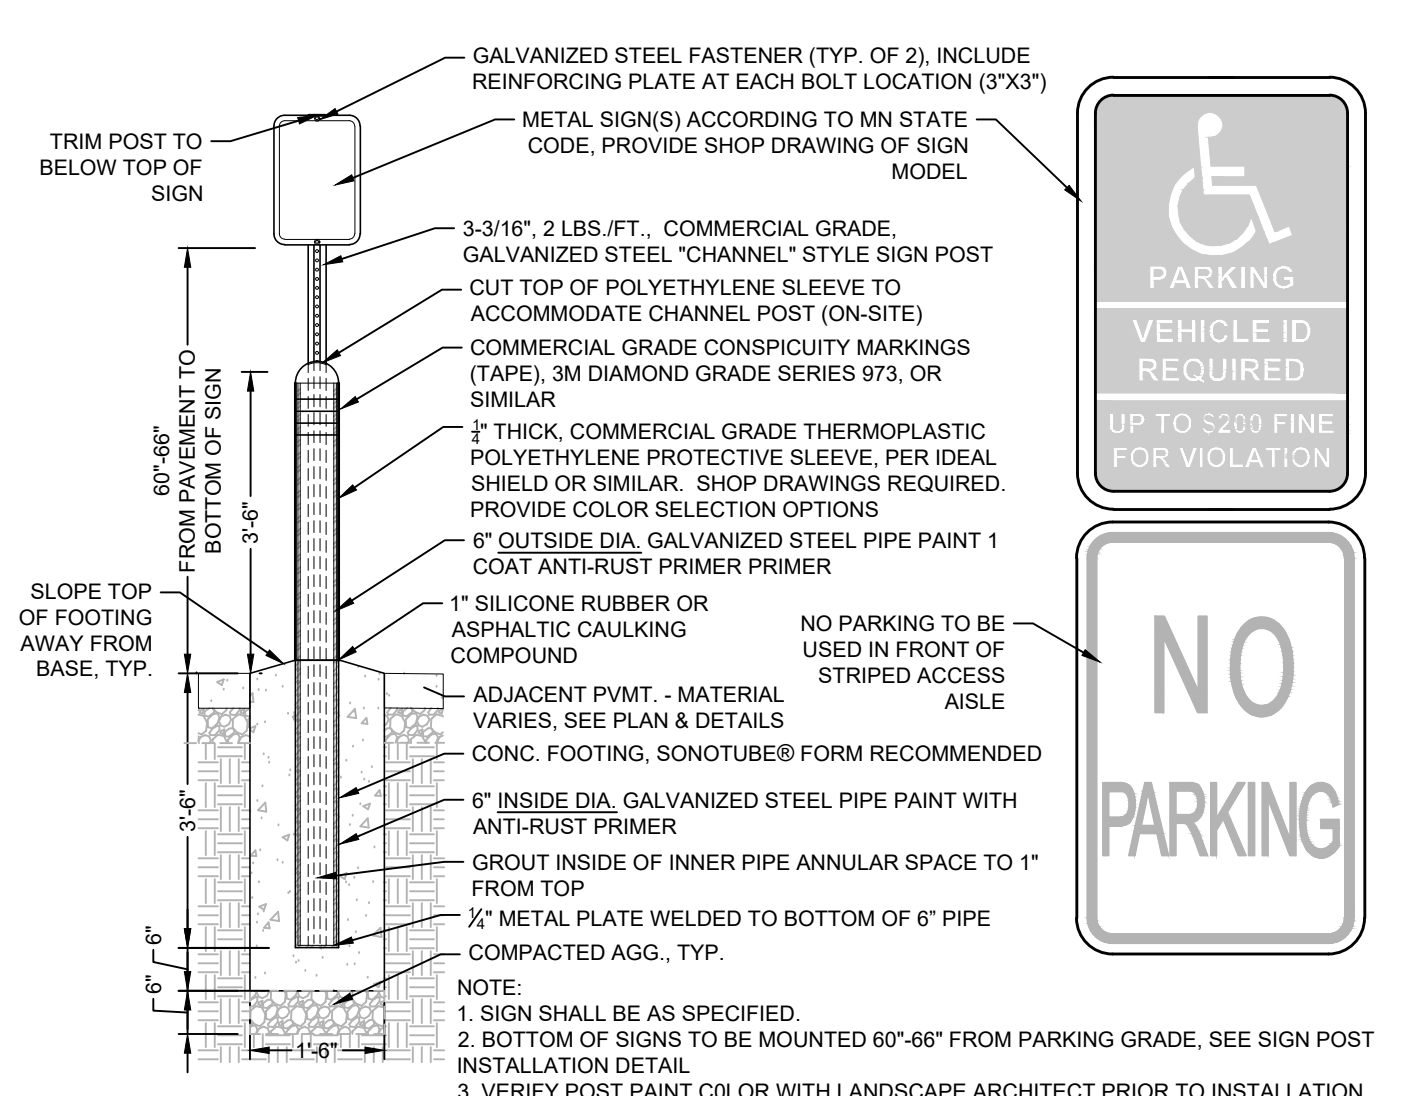 GALVANIZED STEEL FASTENER (TYP. OF 2), INCLUDE
REINFORCING PLATE AT EACH BOLT LOCATION (3"X3")
TRIM POST TO
BELOW TOP OF
SIGN
METAL SIGN(S) ACCORDING TO MN STATE
CODE, PROVIDE SHOP DRAWING OF SIGN
MODEL
3-3/16", 2 LBS./FT., COMMERCIAL GRADE,
GALVANIZED STEEL "CHANNEL" STYLE SIGN POST
CUT TOP OF POLYETHYLENE SLEEVE TO
ACCOMMODATE CHANNEL POST (ON-SITE)
COMMERCIAL GRADE CONSPICUITY MARKINGS
(TAPE), 3M DIAMOND GRADE SERIES 973, OR
SIMILAR
1/4" THICK, COMMERCIAL GRADE THERMOPLASTIC
POLYETHYLENE PROTECTIVE SLEEVE, PER IDEAL
SHIELD OR SIMILAR. SHOP DRAWINGS REQUIRED.
PROVIDE COLOR SELECTION OPTIONS
6" OUTSIDE DIA. GALVANIZED STEEL PIPE PAINT 1
COAT ANTI-RUST PRIMER PRIMER
60"-66"
FROM PAVEMENT TO
BOTTOM OF SIGN
3'-6"
SLOPE TOP
OF FOOTING
AWAY FROM
BASE, TYP.
1" SILICONE RUBBER OR
ASPHALTIC CAULKING
COMPOUND
ADJACENT PVMT. - MATERIAL
VARIES, SEE PLAN & DETAILS
CONC. FOOTING, SONOTUBE® FORM RECOMMENDED
6" INSIDE DIA. GALVANIZED STEEL PIPE PAINT WITH
ANTI-RUST PRIMER
GROUT INSIDE OF INNER PIPE ANNULAR SPACE TO 1"
FROM TOP
1/4" METAL PLATE WELDED TO BOTTOM OF 6” PIPE
COMPACTED AGG., TYP.
3'-6"
6"
6"
1'-6"
PARKING
VEHICLE ID
REQUIRED
UP TO $200 FINE
FOR VIOLATION
NO PARKING TO BE
USED IN FRONT OF
STRIPED ACCESS
AISLE
NO
PARKING
NOTE:
1. SIGN SHALL BE AS SPECIFIED.
2. BOTTOM OF SIGNS TO BE MOUNTED 60"-66" FROM PARKING GRADE, SEE SIGN POST
INSTALLATION DETAIL
3. VERIFY POST PAINT C0LOR WITH LANDSCAPE ARCHITECT PRIOR TO INSTALLATION